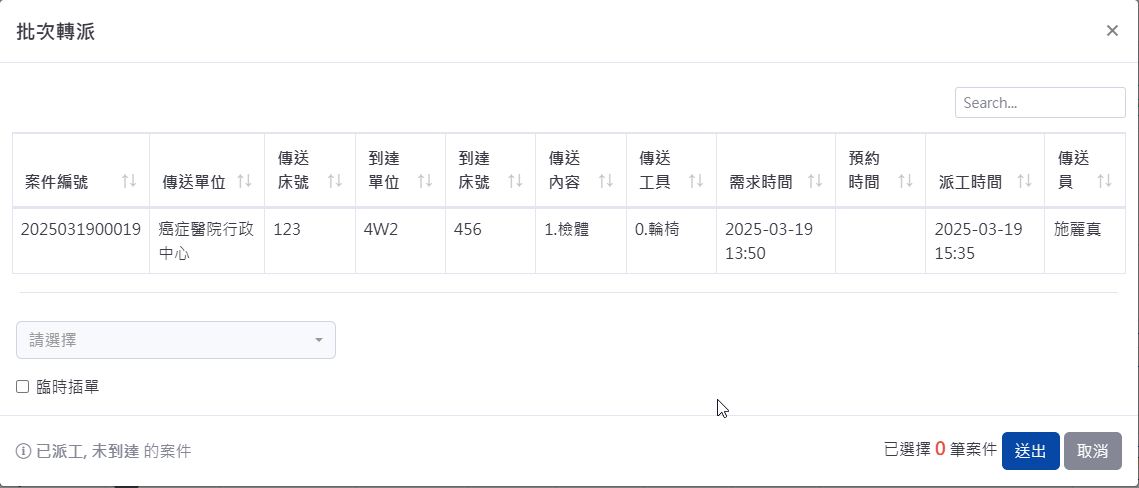 批次轉派
×
Search...
案件編號
傳送單位
傳送
床號
到達
單位
到達
床號
傳送
內容
傳送
工具
需求時間
預約
時間
派工時間
傳送
員
2025031900019
癌症醫院行政
中心
123
4W2
456
1.檢體
0.輪椅
2025-03-19
13:50
2025-03-19
15:35
施麗真
請選擇
臨時插單
已派工, 未到達 的案件
已選擇 0 筆案件
送出
取消